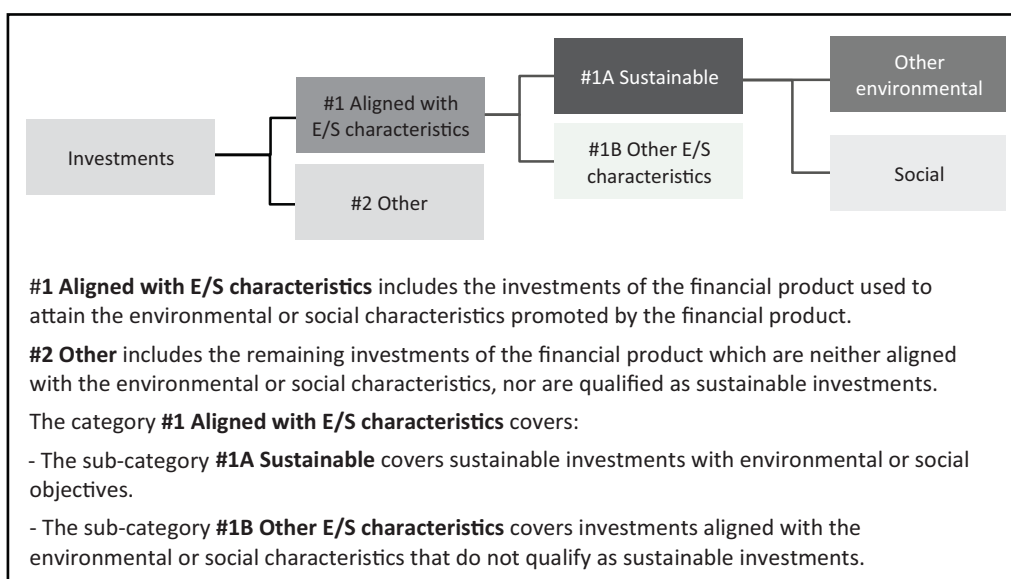 Investments
#1 Aligned with
E/S characteristics
#2 Other
#1A Sustainable
#1B Other E/S
characteristics
Other
environmental
Social
#1 Aligned with E/S characteristics includes the investments of the financial product used to
attain the environmental or social characteristics promoted by the financial product.
#2 Other includes the remaining investments of the financial product which are neither aligned
with the environmental or social characteristics, nor are qualified as sustainable investments.
The category #1 Aligned with E/S characteristics covers:
- The sub-category #1A Sustainable covers sustainable investments with environmental or social
objectives.
- The sub-category #1B Other E/S characteristics covers investments aligned with the
environmental or social characteristics that do not qualify as sustainable investments.